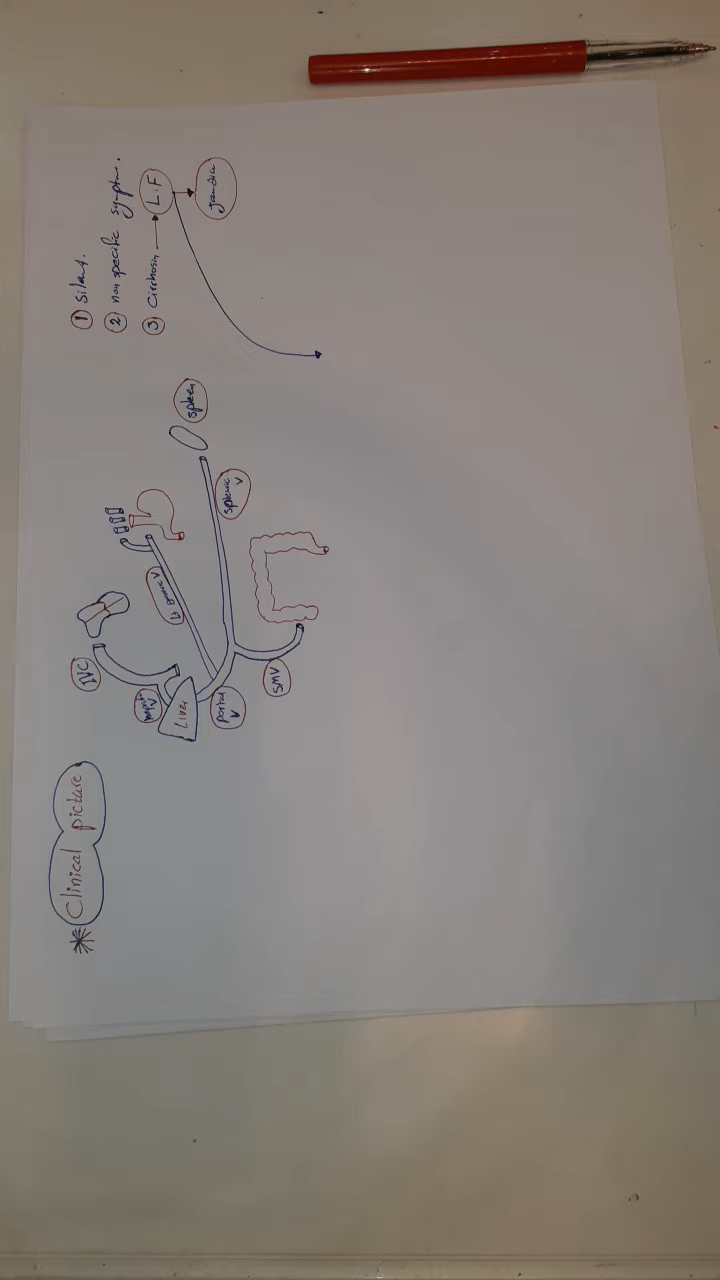 * Clinical picture
IVC
hepatic V
Liver
portal V
SMV
Lt gastric V
splenic V
spleen
① Silent.
② non specific symptom.
③ Cirrhosis → L.F
jaundice